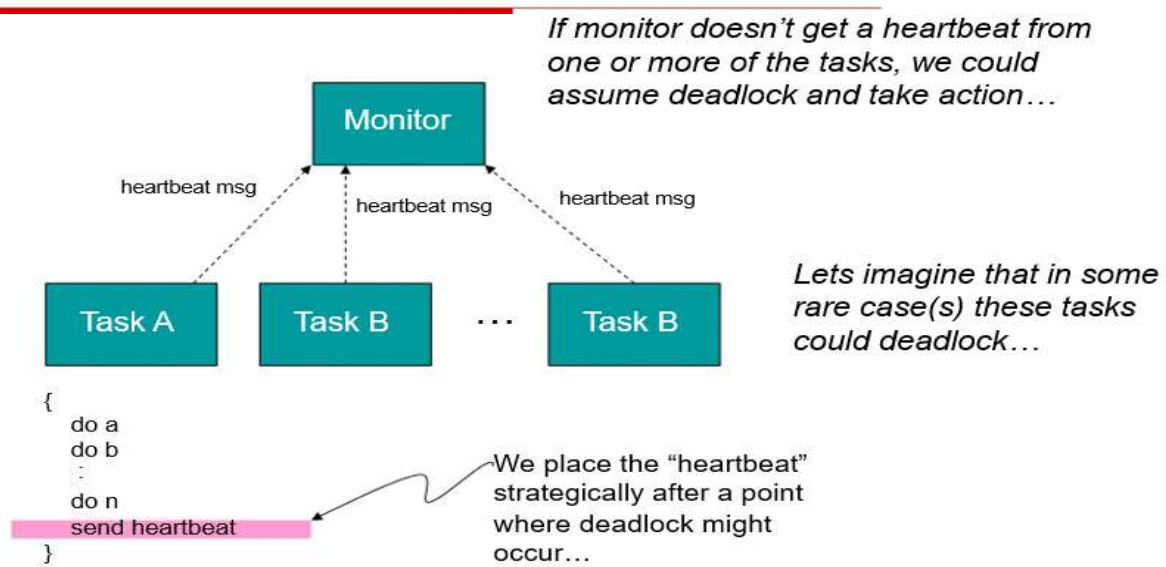 If monitor doesn't get a heartbeat from
one or more of the tasks, we could
assume deadlock and take action…
Monitor
heartbeat msg
heartbeat msg
heartbeat msg
Task A
Task B
...
Task B
Lets imagine that in some
rare case(s) these tasks
could deadlock…
{
do a
do b
:
do n
send heartbeat
}
We place the “heartbeat”
strategically after a point
where deadlock might
occur…